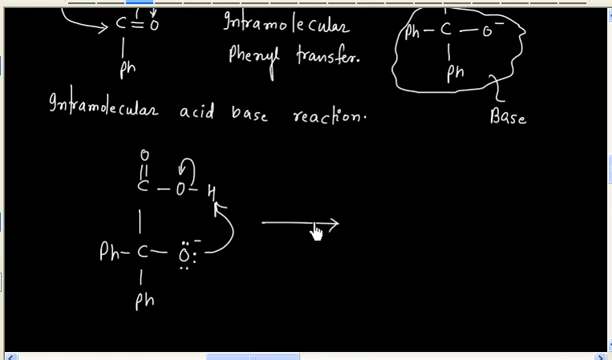 C = O
Ph
Intramolecular
Phenyl transfer.
Ph - C - O⁻
Ph
Base
Intramolecular acid base reaction.
O
C - O - H
Ph - C - O⁻
Ph